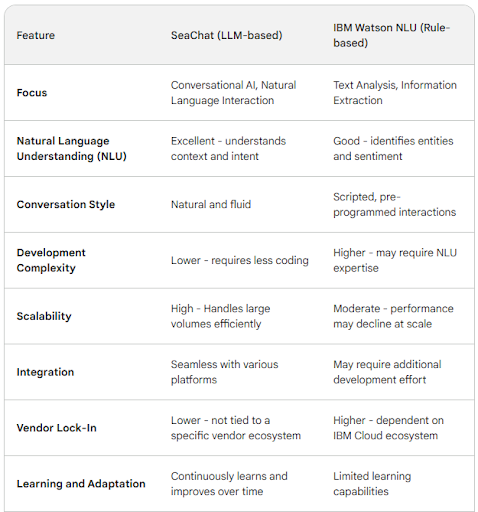 Feature SeaChat (LLM-based) IBM Watson NLU (Rule-
based)
Focus Conversational AI, Natural Text Analysis, Information
Language Interaction Extraction
Natural Language Excellent - understands Good - identifies entities
Understanding (NLU) context and intent and sentiment
Conversation Style Natural and fluid Scripted, pre-
programmed interactions
Development Lower - requires less coding Higher - may require NLU
Complexity expertise
Scalability High - Handles large Moderate - performance
volumes efficiently may decline at scale
Integration Seamless with various May require additional
platforms development effort
Vendor Lock-In Lower - not tied to a Higher - dependent on
specific vendor ecosystem IBM Cloud ecosystem
Learning and Adaptation Continuously learns and Limited learning
improves over time capabilities